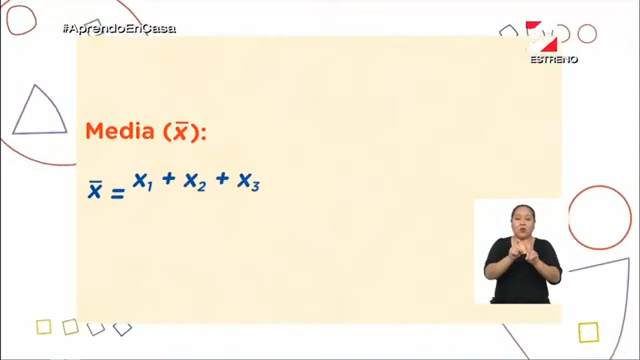 #AprendoEnCasa
ESTRENO
Media (x̄):
x̄ = x₁ + x₂ + x₃